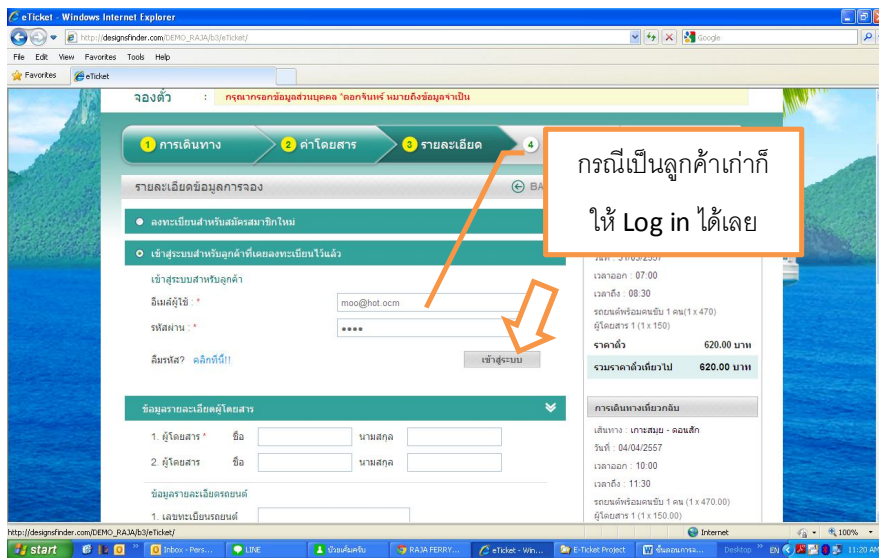 eTicket - Windows Internet Explorer
http://designsfinder.com/DEMO_RAJA/b3/eTicket/
Google
File Edit View Favorites Tools Help
Favorites
eTicket
จองตั๋ว : กรุณากรอกข้อมูลส่วนบุคคล *ดอกจันทร์ หมายถึงข้อมูลจำเป็น
1 การเดินทาง
2 ค่าโดยสาร
3 รายละเอียด
4
กรณีเป็นลูกค้าเก่าก็
ให้ Log in ได้เลย
รายละเอียดข้อมูลการจอง
BA
ลงทะเบียนสำหรับสมัครสมาชิกใหม่
เข้าสู่ระบบสำหรับลูกค้าที่เคยลงทะเบียนไว้แล้ว
เข้าสู่ระบบสำหรับลูกค้า
อีเมล์ผู้ใช้ : *
moo@hot.ocm
รหัสผ่าน : *
ลืมรหัส? คลิกที่นี่!!
เข้าสู่ระบบ
วันที่ : 31/03/2557
เวลาออก : 07:00
เวลาถึง : 08:30
รถยนต์พร้อมคนขับ 1 คน(1 x 470)
ผู้โดยสาร 1 (1 x 150)
ราคาตั๋ว 620.00 บาท
รวมราคาตั๋วเที่ยวไป 620.00 บาท
ข้อมูลรายละเอียดผู้โดยสาร
1. ผู้โดยสาร * ชื่อ นามสกุล
2. ผู้โดยสาร ชื่อ นามสกุล
ข้อมูลรายละเอียดรถยนต์
1. เลขทะเบียนรถยนต์
การเดินทางเที่ยวกลับ
เส้นทาง : เกาะสมุย - ดอนสัก
วันที่ : 04/04/2557
เวลาออก : 10:00
เวลาถึง : 11:30
รถยนต์พร้อมคนขับ 1 คน (1 x 470.00)
ผู้โดยสาร 1 (1 x 150.00)
http://designsfinder.com/DEMO_RAJA/b3/eTicket/
Internet
100%
start
Inbox - Pers...
LINE
ป่วยเค็มครับ
RAJA FERRY...
eTicket - Win...
E-Ticket Project
ขั้นตอนการจ...
Desktop
EN
11:20 AM